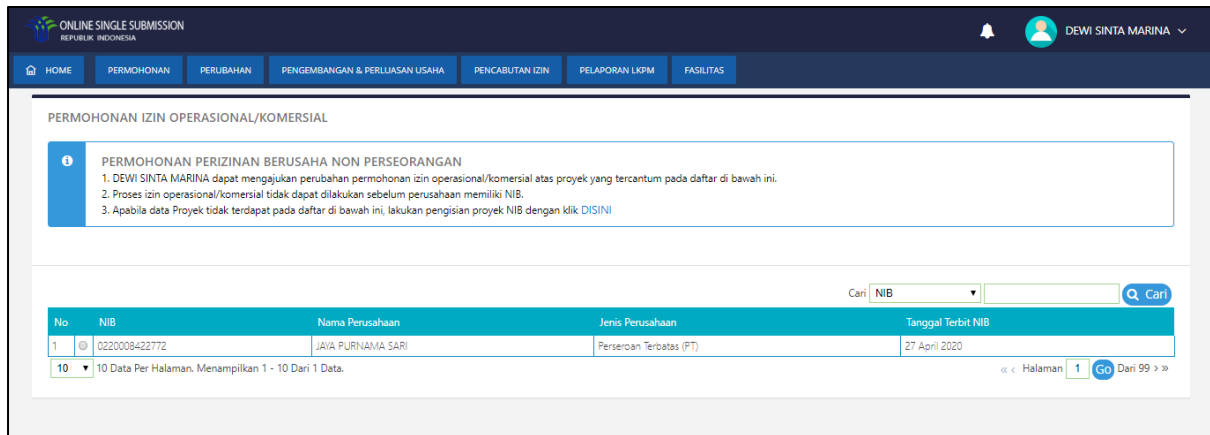 ONLINE SINGLE SUBMISSION
REPUBLIK INDONESIA
DEWI SINTA MARINA
HOME PERMOHONAN PERUBAHAN PENGEMBANGAN & PERLUASAN USAHA PENCABUTAN IZIN PELAPORAN LKPM FASILITAS
PERMOHONAN IZIN OPERASIONAL/KOMERSIAL
PERMOHONAN PERIZINAN BERUSAHA NON PERSEORANGAN
1. DEWI SINTA MARINA dapat mengajukan perubahan permohonan izin operasional/komersial atas proyek yang tercantum pada daftar di bawah ini.
2. Proses izin operasional/komersial tidak dapat dilakukan sebelum perusahaan memiliki NIB.
3. Apabila data Proyek tidak terdapat pada daftar di bawah ini, lakukan pengisian proyek NIB dengan klik DISINI
Cari NIB Cari
No NIB Nama Perusahaan Jenis Perusahaan Tanggal Terbit NIB
1 0220008422772 JAYA PURNAMA SARI Perseroan Terbatas (PT) 27 April 2020
10 10 Data Per Halaman. Menampilkan 1 - 10 Dari 1 Data. « ‹ Halaman 1 Go Dari 99 › »